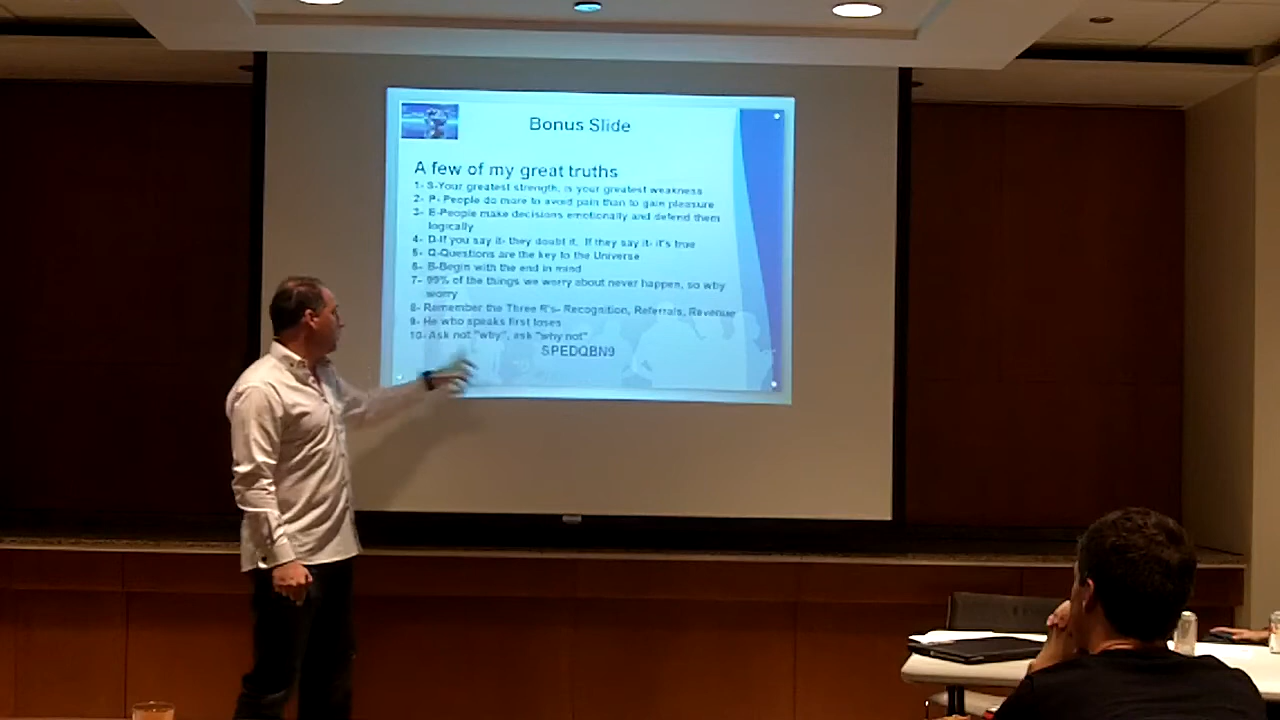 Bonus Slide
A few of my great truths
1- S-Your greatest strength, is your greatest weakness
2- P- People do more to avoid pain than to gain pleasure
3- E-People make decisions emotionally and defend them
logically
4- D-If you say it- they doubt it, If they say it- it's true
5- Q-Questions are the key to the Universe
6- B-Begin with the end in mind
7- 99% of the things we worry about never happen, so why
worry
8- Remember the Three R's- Recognition, Referrals, Revenue
9- He who speaks first loses
10- Ask not "why", ask "why not"
SPEDQBN9